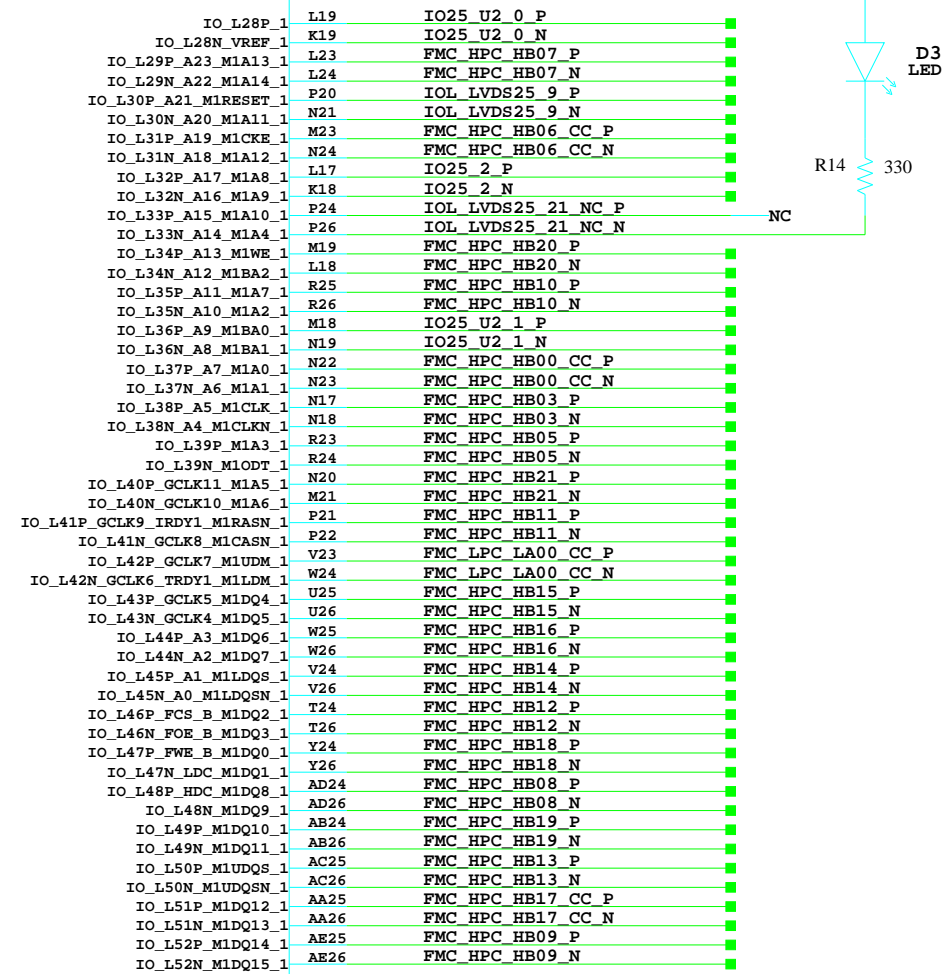 IO_L28P_1 L19 IO25_U2_0_P
IO_L28N_VREF_1 K19 IO25_U2_0_N
IO_L29P_A23_M1A13_1 L23 FMC_HPC_HB07_P
IO_L29N_A22_M1A14_1 L24 FMC_HPC_HB07_N
IO_L30P_A21_M1RESET_1 P20 IOL_LVDS25_9_P
IO_L30N_A20_M1A11_1 N21 IOL_LVDS25_9_N
IO_L31P_A19_M1CKE_1 M23 FMC_HPC_HB06_CC_P
IO_L31N_A18_M1A12_1 N24 FMC_HPC_HB06_CC_N
IO_L32P_A17_M1A8_1 L17 IO25_2_P
IO_L32N_A16_M1A9_1 K18 IO25_2_N
IO_L33P_A15_M1A10_1 P24 IOL_LVDS25_21_NC_P NC
IO_L33N_A14_M1A4_1 P26 IOL_LVDS25_21_NC_N
IO_L34P_A13_M1WE_1 M19 FMC_HPC_HB20_P
IO_L34N_A12_M1BA2_1 L18 FMC_HPC_HB20_N
IO_L35P_A11_M1A7_1 R25 FMC_HPC_HB10_P
IO_L35N_A10_M1A2_1 R26 FMC_HPC_HB10_N
IO_L36P_A9_M1BA0_1 M18 IO25_U2_1_P
IO_L36N_A8_M1BA1_1 N19 IO25_U2_1_N
IO_L37P_A7_M1A0_1 N22 FMC_HPC_HB00_CC_P
IO_L37N_A6_M1A1_1 N23 FMC_HPC_HB00_CC_N
IO_L38P_A5_M1CLK_1 N17 FMC_HPC_HB03_P
IO_L38N_A4_M1CLKN_1 N18 FMC_HPC_HB03_N
IO_L39P_M1A3_1 R23 FMC_HPC_HB05_P
IO_L39N_M1ODT_1 R24 FMC_HPC_HB05_N
IO_L40P_GCLK11_M1A5_1 N20 FMC_HPC_HB21_P
IO_L40N_GCLK10_M1A6_1 M21 FMC_HPC_HB21_N
IO_L41P_GCLK9_IRDY1_M1RASN_1 P21 FMC_HPC_HB11_P
IO_L41N_GCLK8_M1CASN_1 P22 FMC_HPC_HB11_N
IO_L42P_GCLK7_M1UDM_1 V23 FMC_LPC_LA00_CC_P
IO_L42N_GCLK6_TRDY1_M1LDM_1 W24 FMC_LPC_LA00_CC_N
IO_L43P_GCLK5_M1DQ4_1 U25 FMC_HPC_HB15_P
IO_L43N_GCLK4_M1DQ5_1 U26 FMC_HPC_HB15_N
IO_L44P_A3_M1DQ6_1 W25 FMC_HPC_HB16_P
IO_L44N_A2_M1DQ7_1 W26 FMC_HPC_HB16_N
IO_L45P_A1_M1LDQS_1 V24 FMC_HPC_HB14_P
IO_L45N_A0_M1LDQSN_1 V26 FMC_HPC_HB14_N
IO_L46P_FCS_B_M1DQ2_1 T24 FMC_HPC_HB12_P
IO_L46N_FOE_B_M1DQ3_1 T26 FMC_HPC_HB12_N
IO_L47P_FWE_B_M1DQ0_1 Y24 FMC_HPC_HB18_P
IO_L47N_LDC_M1DQ1_1 Y26 FMC_HPC_HB18_N
IO_L48P_HDC_M1DQ8_1 AD24 FMC_HPC_HB08_P
IO_L48N_M1DQ9_1 AD26 FMC_HPC_HB08_N
IO_L49P_M1DQ10_1 AB24 FMC_HPC_HB19_P
IO_L49N_M1DQ11_1 AB26 FMC_HPC_HB19_N
IO_L50P_M1UDQS_1 AC25 FMC_HPC_HB13_P
IO_L50N_M1UDQSN_1 AC26 FMC_HPC_HB13_N
IO_L51P_M1DQ12_1 AA25 FMC_HPC_HB17_CC_P
IO_L51N_M1DQ13_1 AA26 FMC_HPC_HB17_CC_N
IO_L52P_M1DQ14_1 AE25 FMC_HPC_HB09_P
IO_L52N_M1DQ15_1 AE26 FMC_HPC_HB09_N
D3
LED
R14 330